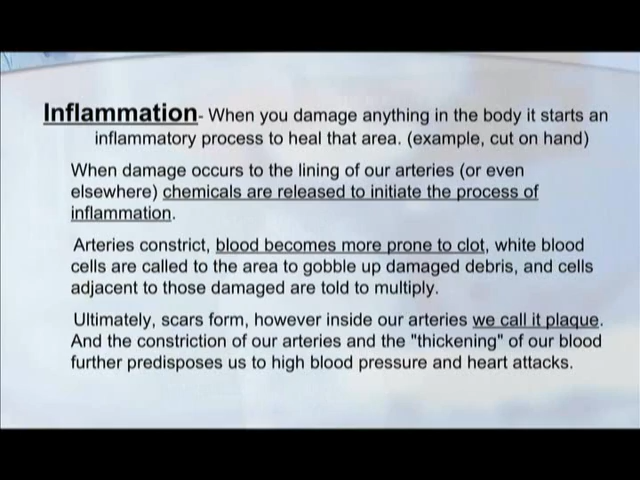 Inflammation- When you damage anything in the body it starts an
inflammatory process to heal that area. (example, cut on hand)
When damage occurs to the lining of our arteries (or even
elsewhere) chemicals are released to initiate the process of
inflammation.
Arteries constrict, blood becomes more prone to clot, white blood
cells are called to the area to gobble up damaged debris, and cells
adjacent to those damaged are told to multiply.
Ultimately, scars form, however inside our arteries we call it plaque.
And the constriction of our arteries and the "thickening" of our blood
further predisposes us to high blood pressure and heart attacks.